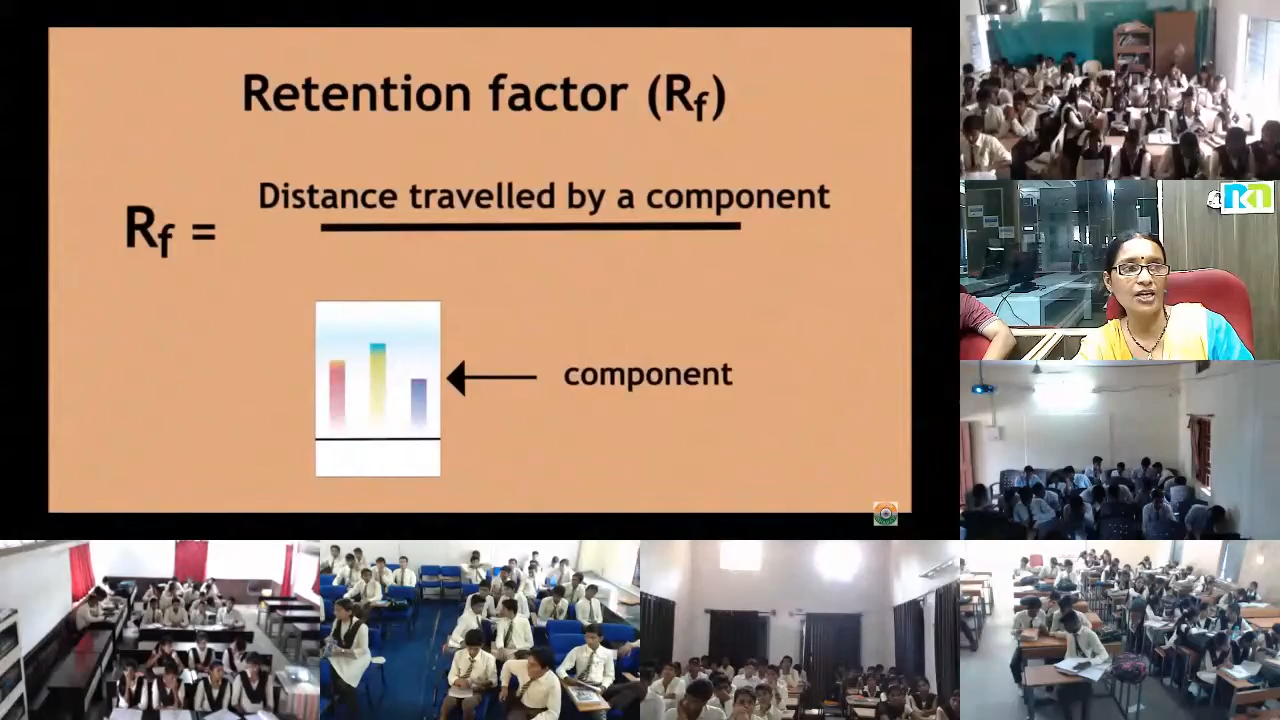 Retention factor (Rf)
Distance travelled by a component
Rf =
component